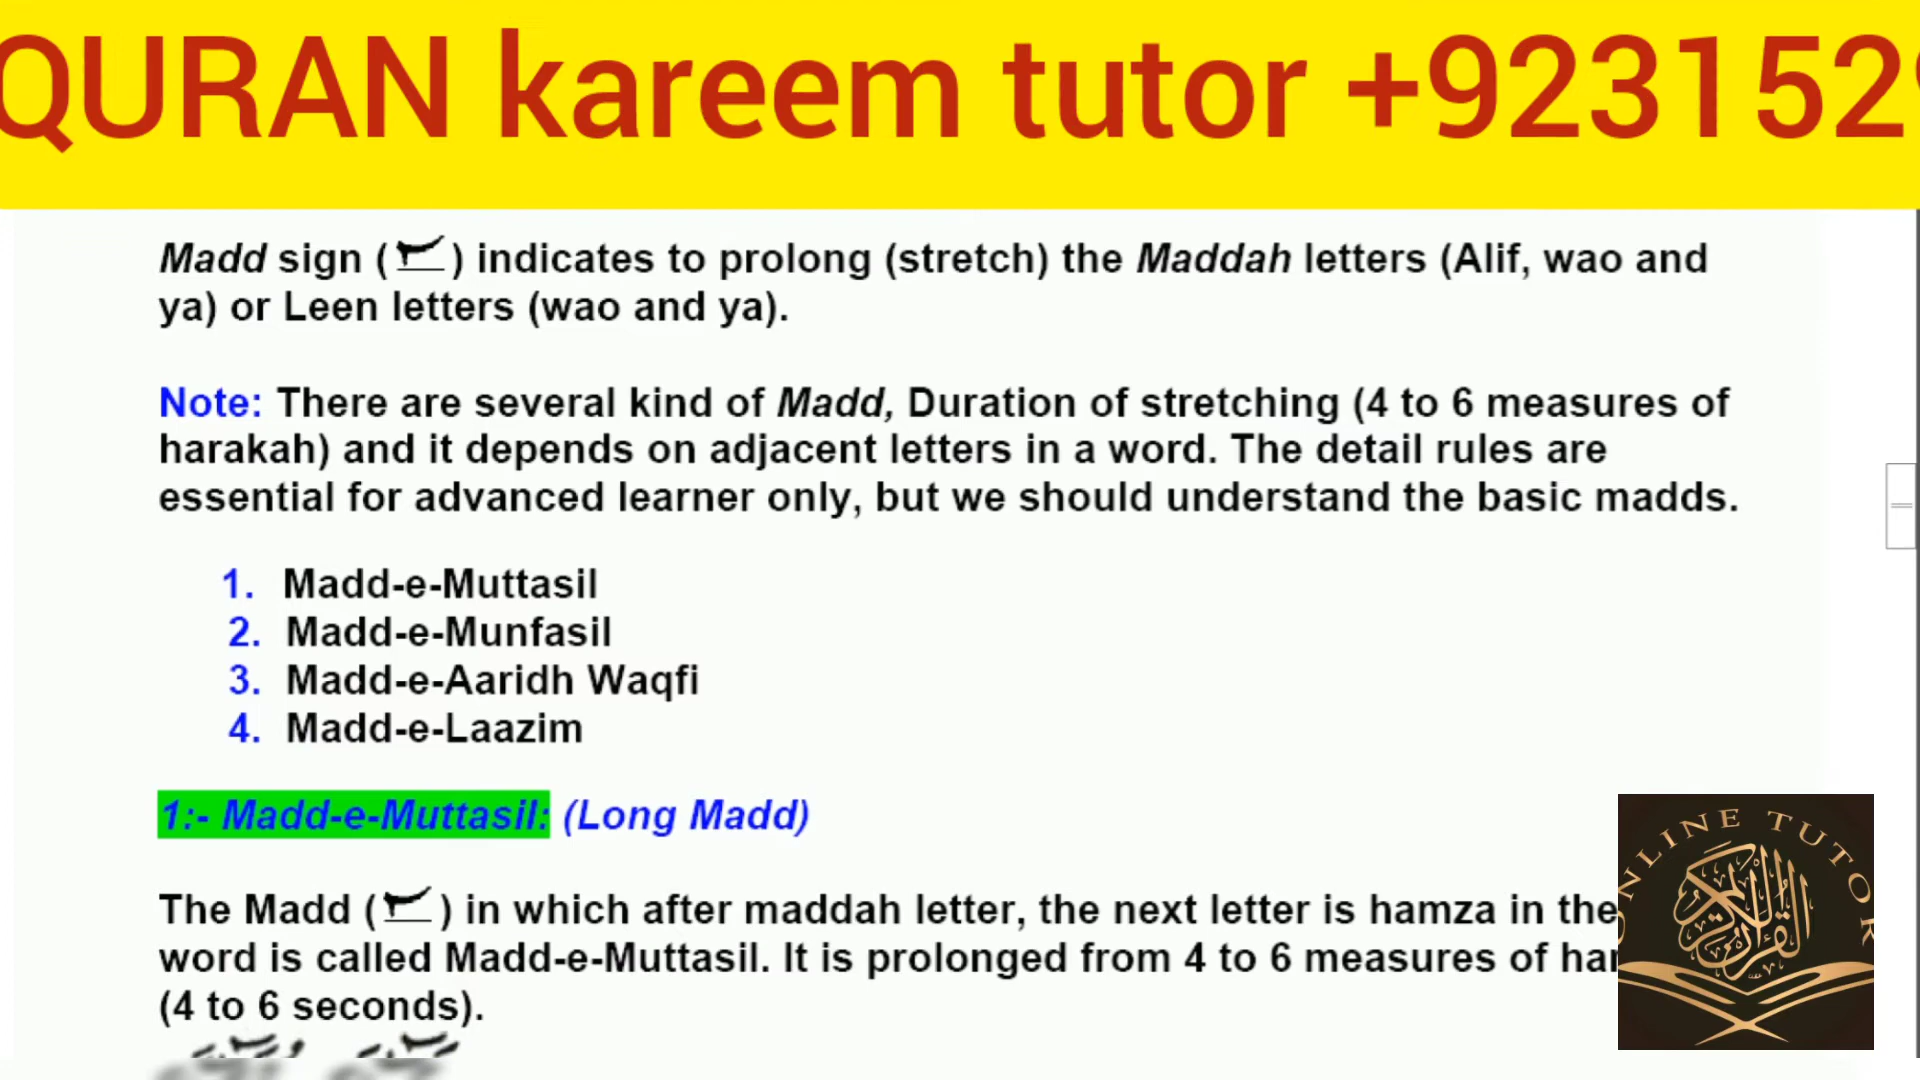 QURAN kareem tutor +9231529
Madd sign (ۤ) indicates to prolong (stretch) the Maddah letters (Alif, wao and
ya) or Leen letters (wao and ya).
Note: There are several kind of Madd, Duration of stretching (4 to 6 measures of
harakah) and it depends on adjacent letters in a word. The detail rules are
essential for advanced learner only, but we should understand the basic madds.
1. Madd-e-Muttasil
2. Madd-e-Munfasil
3. Madd-e-Aaridh Waqfi
4. Madd-e-Laazim
1:- Madd-e-Muttasil: (Long Madd)
The Madd (ۤ) in which after maddah letter, the next letter is hamza in the
word is called Madd-e-Muttasil. It is prolonged from 4 to 6 measures of har
(4 to 6 seconds).
ONLINE TUTOR
القرآن الكريم